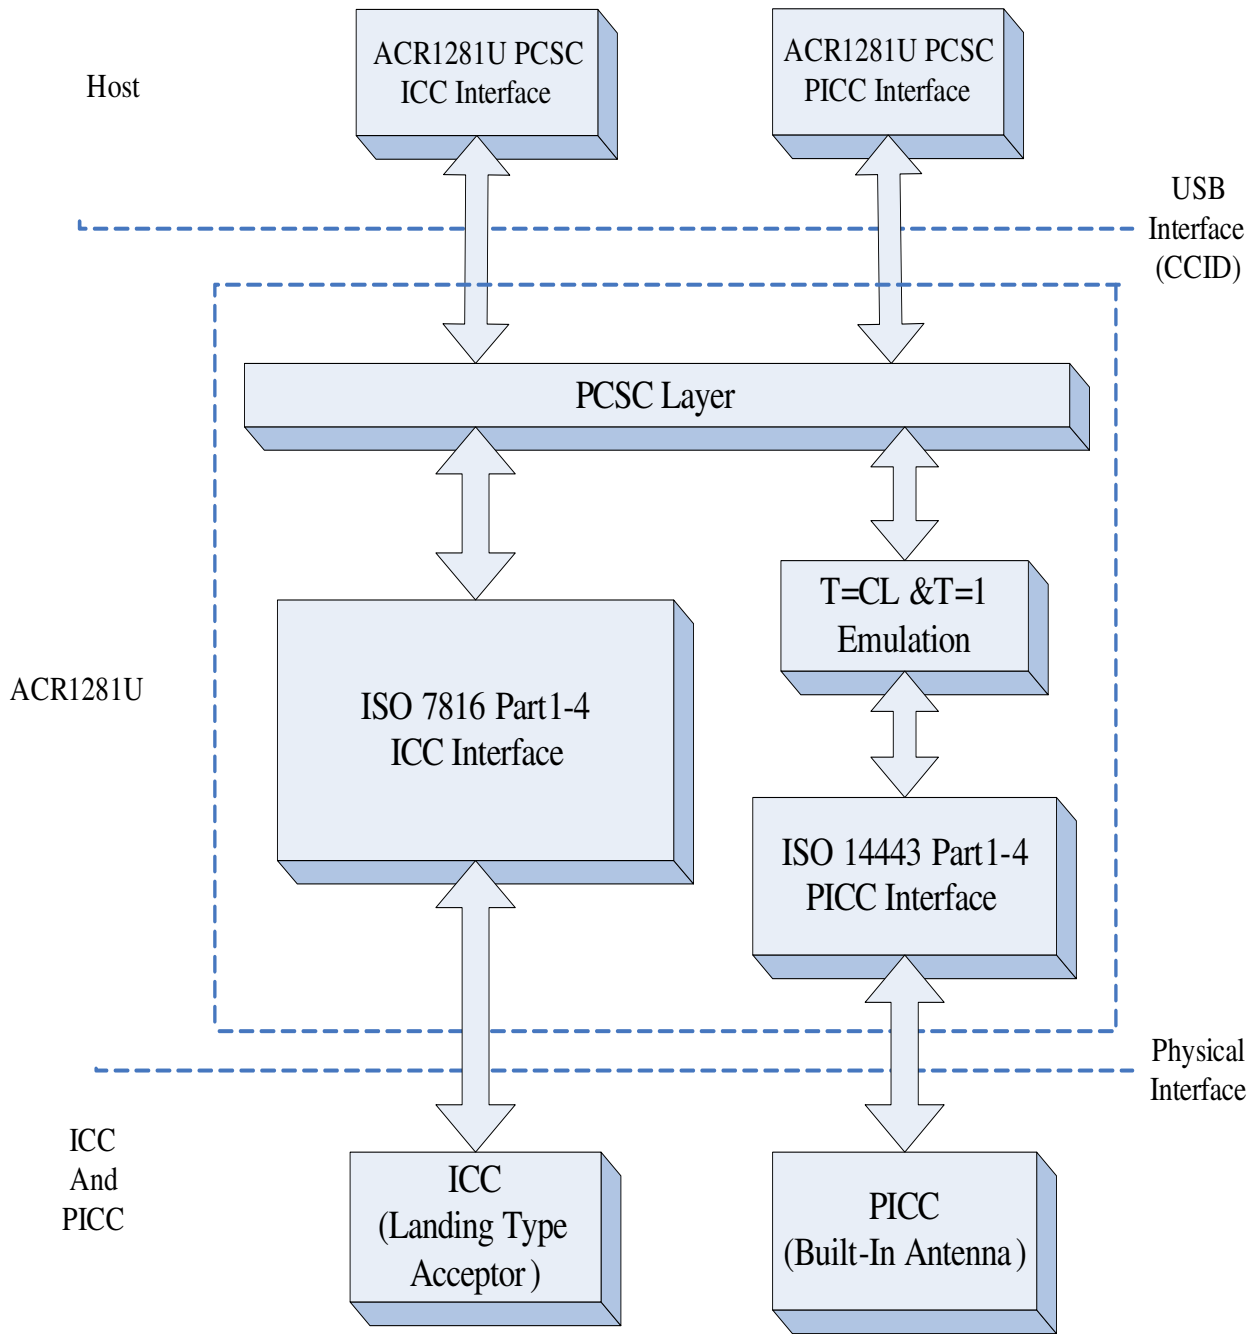 ACR1281U PCSC
ICC Interface
ACR1281U PCSC
PICC Interface
Host
USB
Interface
(CCID)
PCSC Layer
T=CL &T=1
Emulation
ACR1281U
ISO 7816 Part1-4
ICC Interface
ISO 14443 Part1-4
PICC Interface
Physical
Interface
ICC
And
PICC
ICC
(Landing Type
Acceptor)
PICC
(Built-In Antenna)